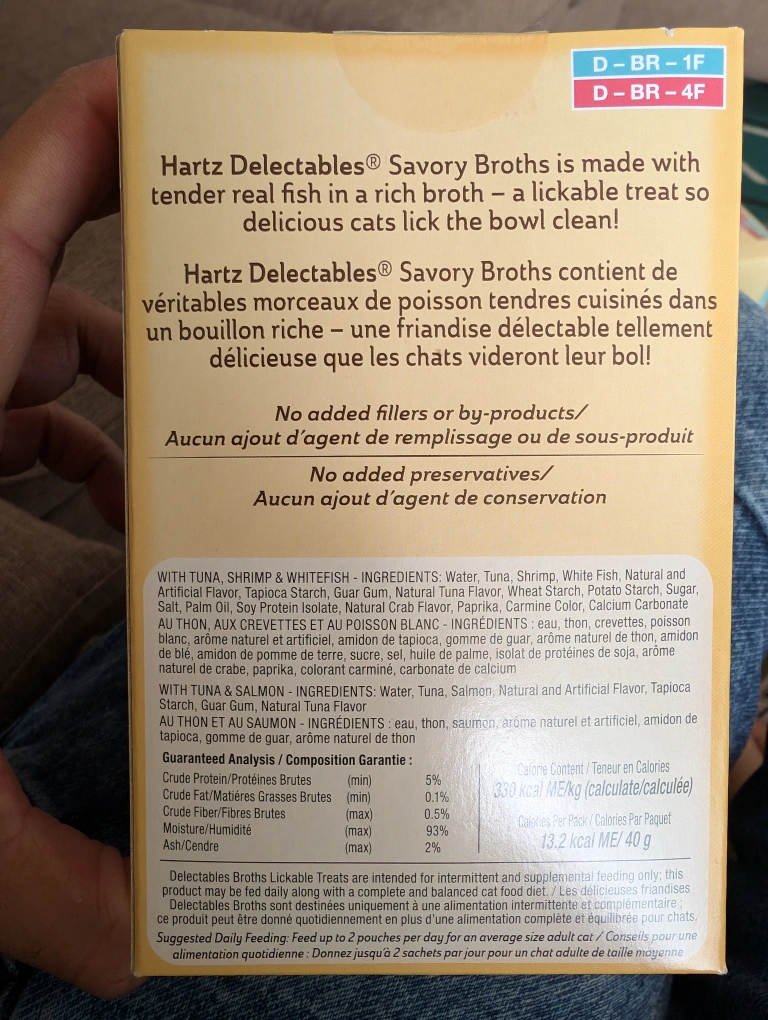 D – BR – 1F
D – BR – 4F
Hartz Delectables® Savory Broths is made with
tender real fish in a rich broth – a lickable treat so
delicious cats lick the bowl clean!
Hartz Delectables® Savory Broths contient de
véritables morceaux de poisson tendres cuisinés dans
un bouillon riche – une friandise délectable tellement
délicieuse que les chats videront leur bol!
No added fillers or by-products/
Aucun ajout d'agent de remplissage ou de sous-produit
No added preservatives/
Aucun ajout d'agent de conservation
WITH TUNA, SHRIMP & WHITEFISH - INGREDIENTS: Water, Tuna, Shrimp, White Fish, Natural and
Artificial Flavor, Tapioca Starch, Guar Gum, Natural Tuna Flavor, Wheat Starch, Potato Starch, Sugar,
Salt, Palm Oil, Soy Protein Isolate, Natural Crab Flavor, Paprika, Carmine Color, Calcium Carbonate
AU THON, AUX CREVETTES ET AU POISSON BLANC - INGRÉDIENTS : eau, thon, crevettes, poisson
blanc, arôme naturel et artificiel, amidon de tapioca, gomme de guar, arôme naturel de thon, amidon
de blé, amidon de pomme de terre, sucre, sel, huile de palme, isolat de protéines de soja, arôme
naturel de crabe, paprika, colorant carminé, carbonate de calcium
WITH TUNA & SALMON - INGREDIENTS: Water, Tuna, Salmon, Natural and Artificial Flavor, Tapioca
Starch, Guar Gum, Natural Tuna Flavor
AU THON ET AU SAUMON - INGRÉDIENTS : eau, thon, saumon, arôme naturel et artificiel, amidon de
tapioca, gomme de guar, arôme naturel de thon
Guaranteed Analysis / Composition Garantie :
Crude Protein/Protéines Brutes (min) 5%
Crude Fat/Matiéres Grasses Brutes (min) 0.1%
Crude Fiber/Fibres Brutes (max) 0.5%
Moisture/Humidité (max) 93%
Ash/Cendre (max) 2%
Calorie Content / Teneur en Calories
330 kcal ME/kg (calculate/calculée)
Calories Per Pack / Calories Par Paquet
13.2 kcal ME/ 40 g
Delectables Broths Lickable Treats are intended for intermittent and supplemental feeding only; this
product may be fed daily along with a complete and balanced cat food diet. / Les délicieuses friandises
Delectables Broths sont destinées uniquement à une alimentation intermittente et complémentaire ;
ce produit peut être donné quotidiennement en plus d'une alimentation complète et équilibrée pour chats.
Suggested Daily Feeding: Feed up to 2 pouches per day for an average size adult cat / Conseils pour une
alimentation quotidienne : Donnez jusqu'à 2 sachets par jour pour un chat adulte de taille moyenne